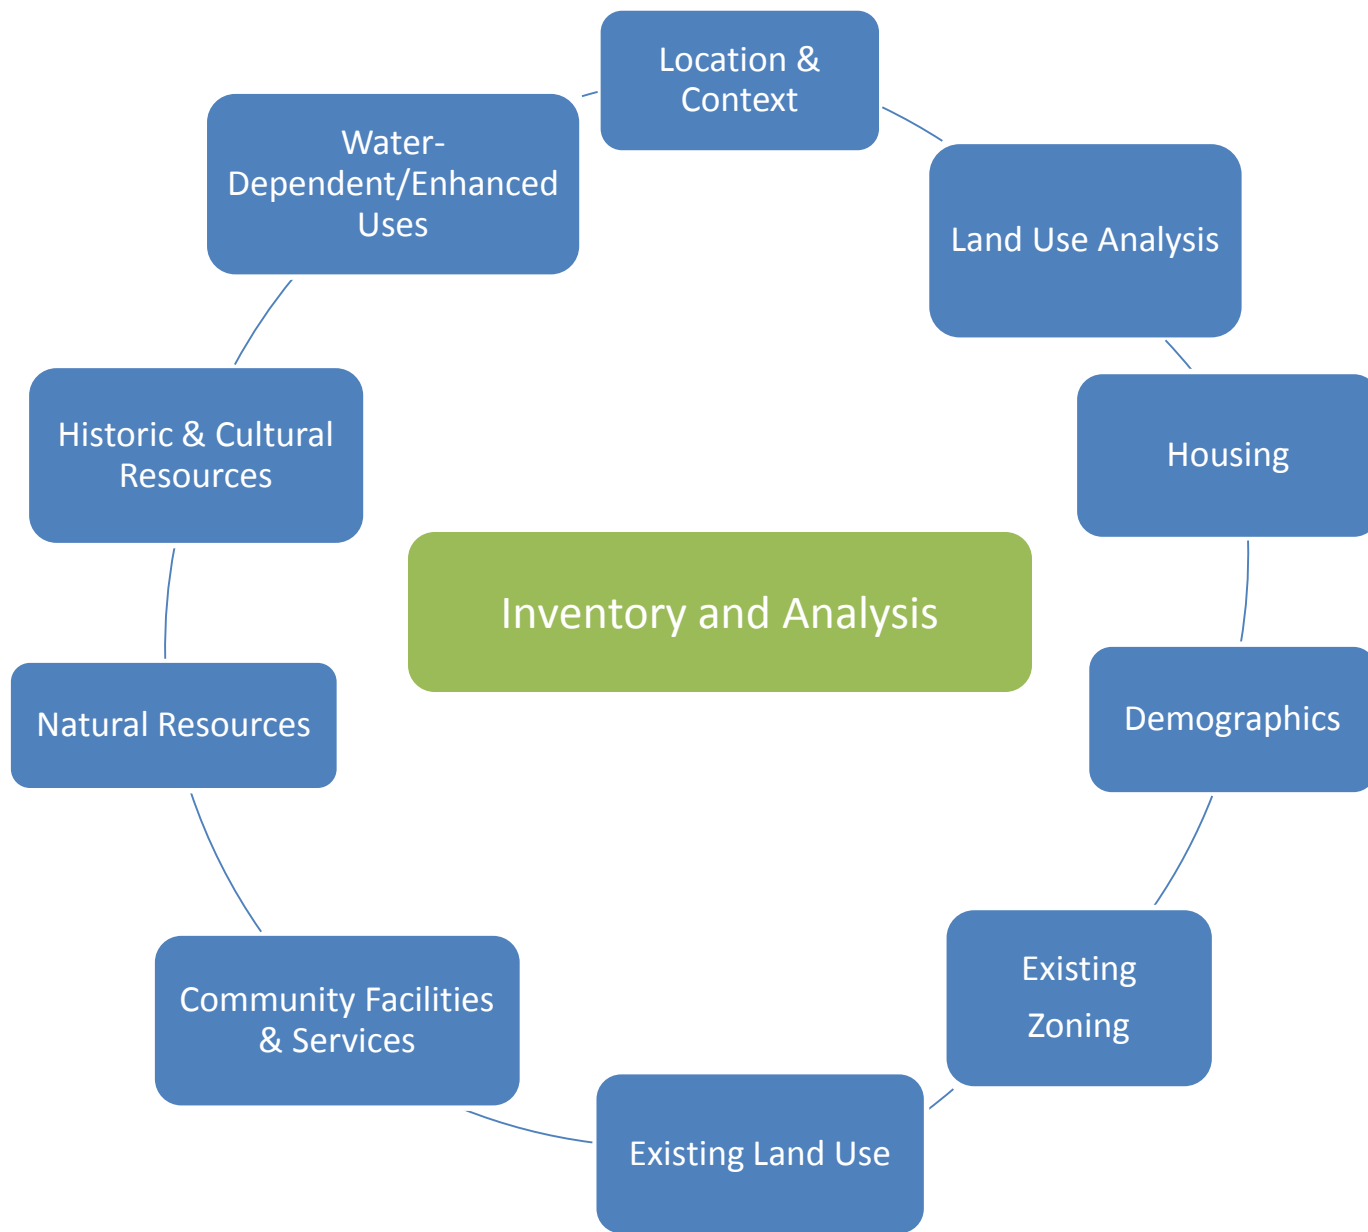 Location &
Context
Water-
Dependent/Enhanced
Uses
Land Use Analysis
Historic & Cultural
Resources
Housing
Inventory and Analysis
Natural Resources
Demographics
Community Facilities
& Services
Existing
Zoning
Existing Land Use